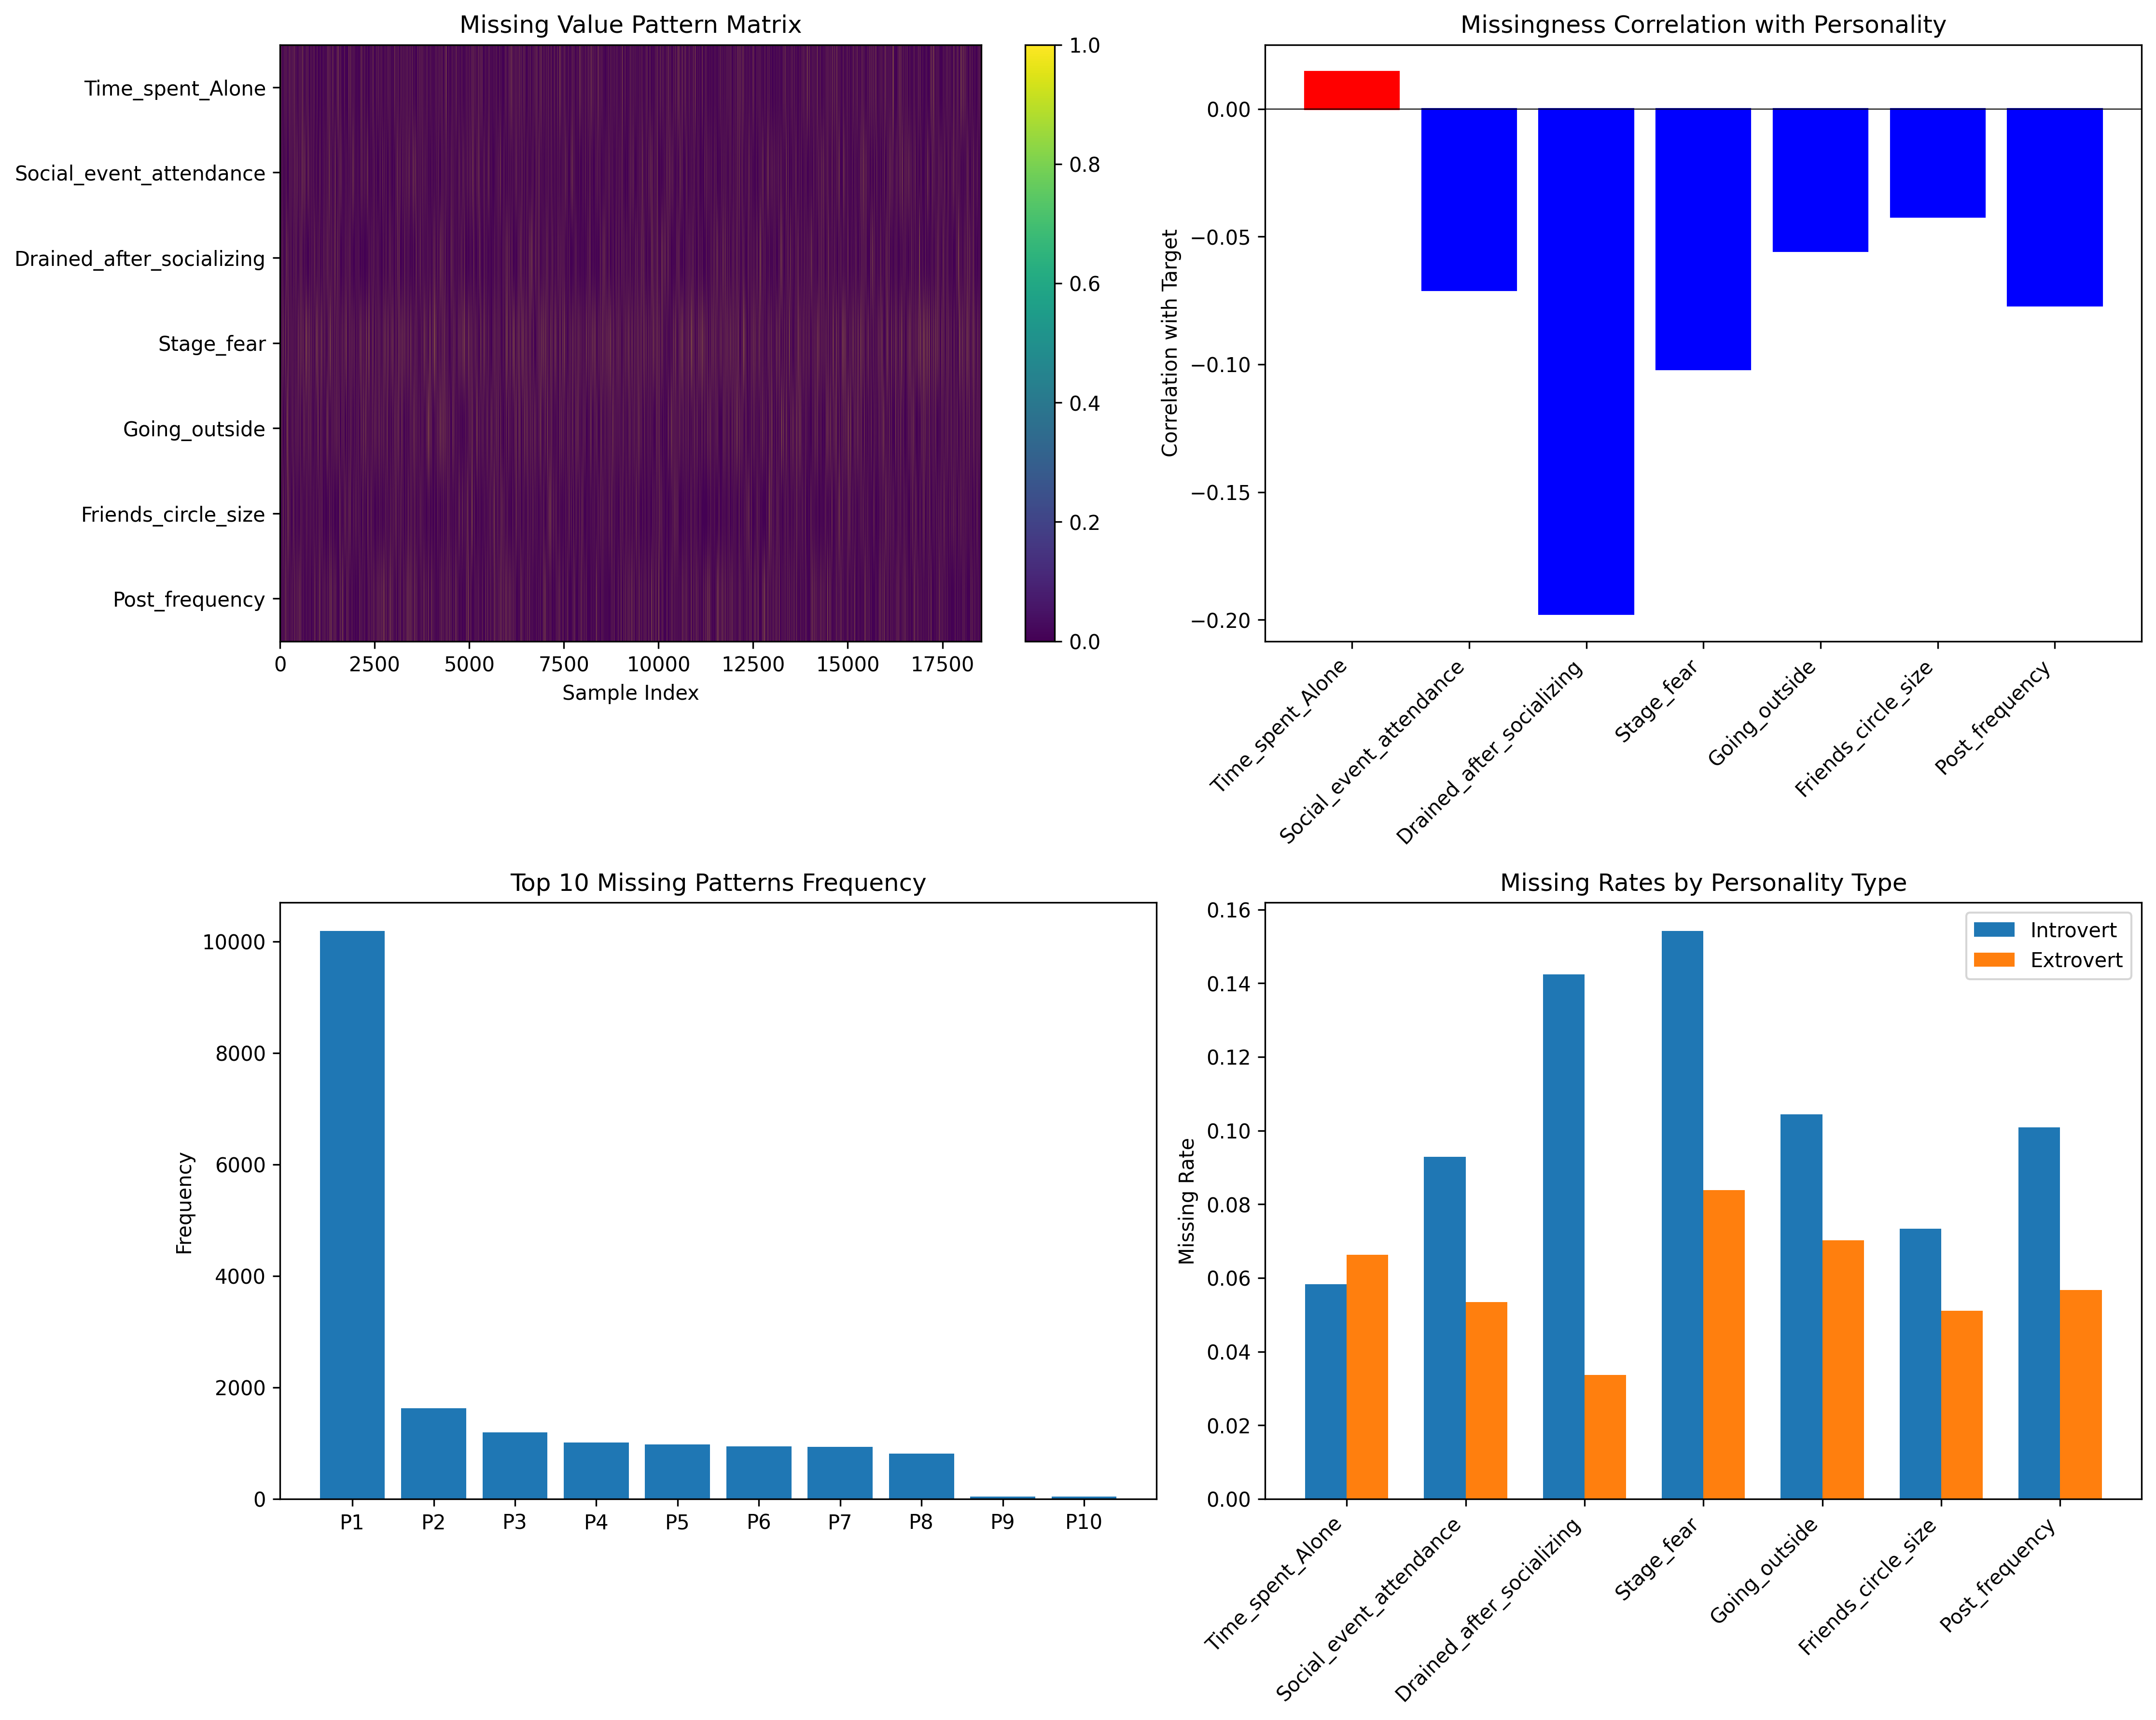 Missing Value Pattern Matrix
Time_spent_Alone
Social_event_attendance
Drained_after_socializing
Stage_fear
Going_outside
Friends_circle_size
Post_frequency
0 2500 5000 7500 10000 12500 15000 17500
Sample Index
1.0
0.8
0.6
0.4
0.2
0.0
Missingness Correlation with Personality
Correlation with Target
0.00
−0.05
−0.10
−0.15
−0.20
Time_spent_Alone
Social_event_attendance
Drained_after_socializing
Stage_fear
Going_outside
Friends_circle_size
Post_frequency
Top 10 Missing Patterns Frequency
Frequency
10000
8000
6000
4000
2000
0
P1 P2 P3 P4 P5 P6 P7 P8 P9 P10
Missing Rates by Personality Type
Introvert
Extrovert
Missing Rate
0.16
0.14
0.12
0.10
0.08
0.06
0.04
0.02
0.00
Time_spent_Alone
Social_event_attendance
Drained_after_socializing
Stage_fear
Going_outside
Friends_circle_size
Post_frequency